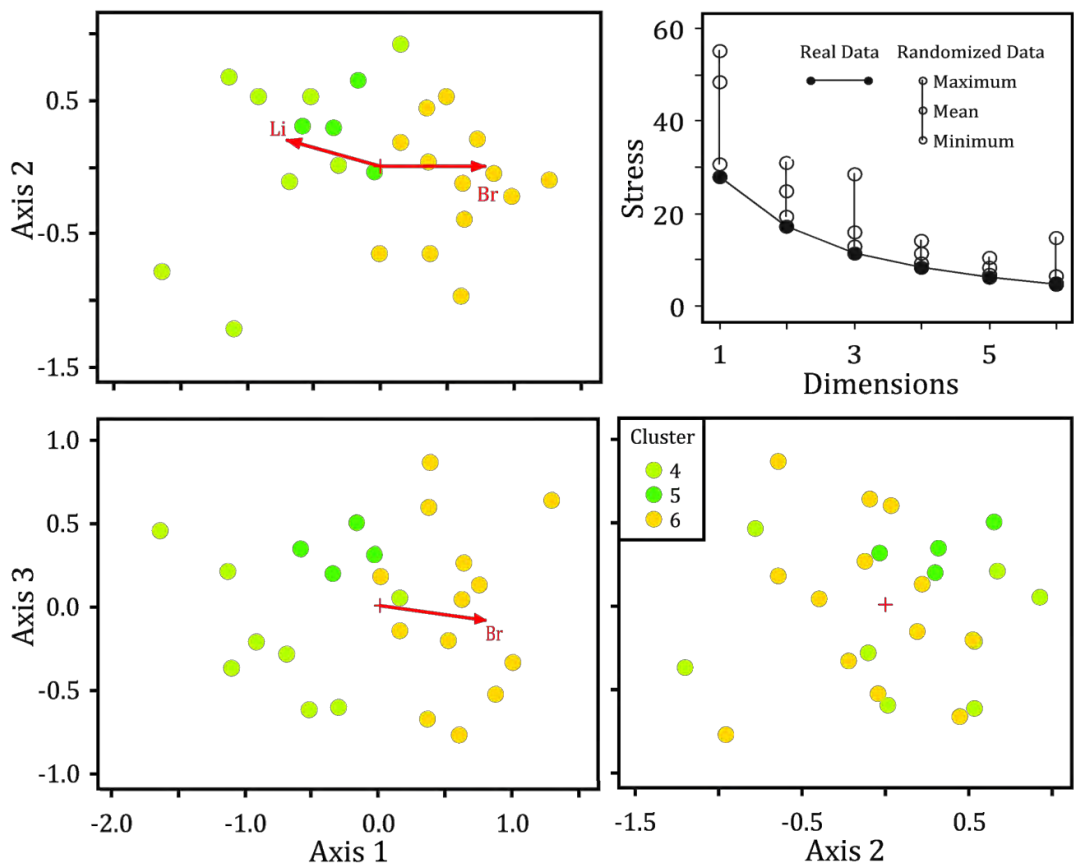 0.5
-0.5
-1.5
Axis 2
Li
Br
60
40
20
0
Stress
Real Data
Randomized Data
Maximum
Mean
Minimum
1
3
5
Dimensions
1.0
0.5
0.0
-0.5
-1.0
Axis 3
Br
-2.0
-1.0
0.0
1.0
Axis 1
Cluster
4
5
6
-1.5
-0.5
0.5
Axis 2